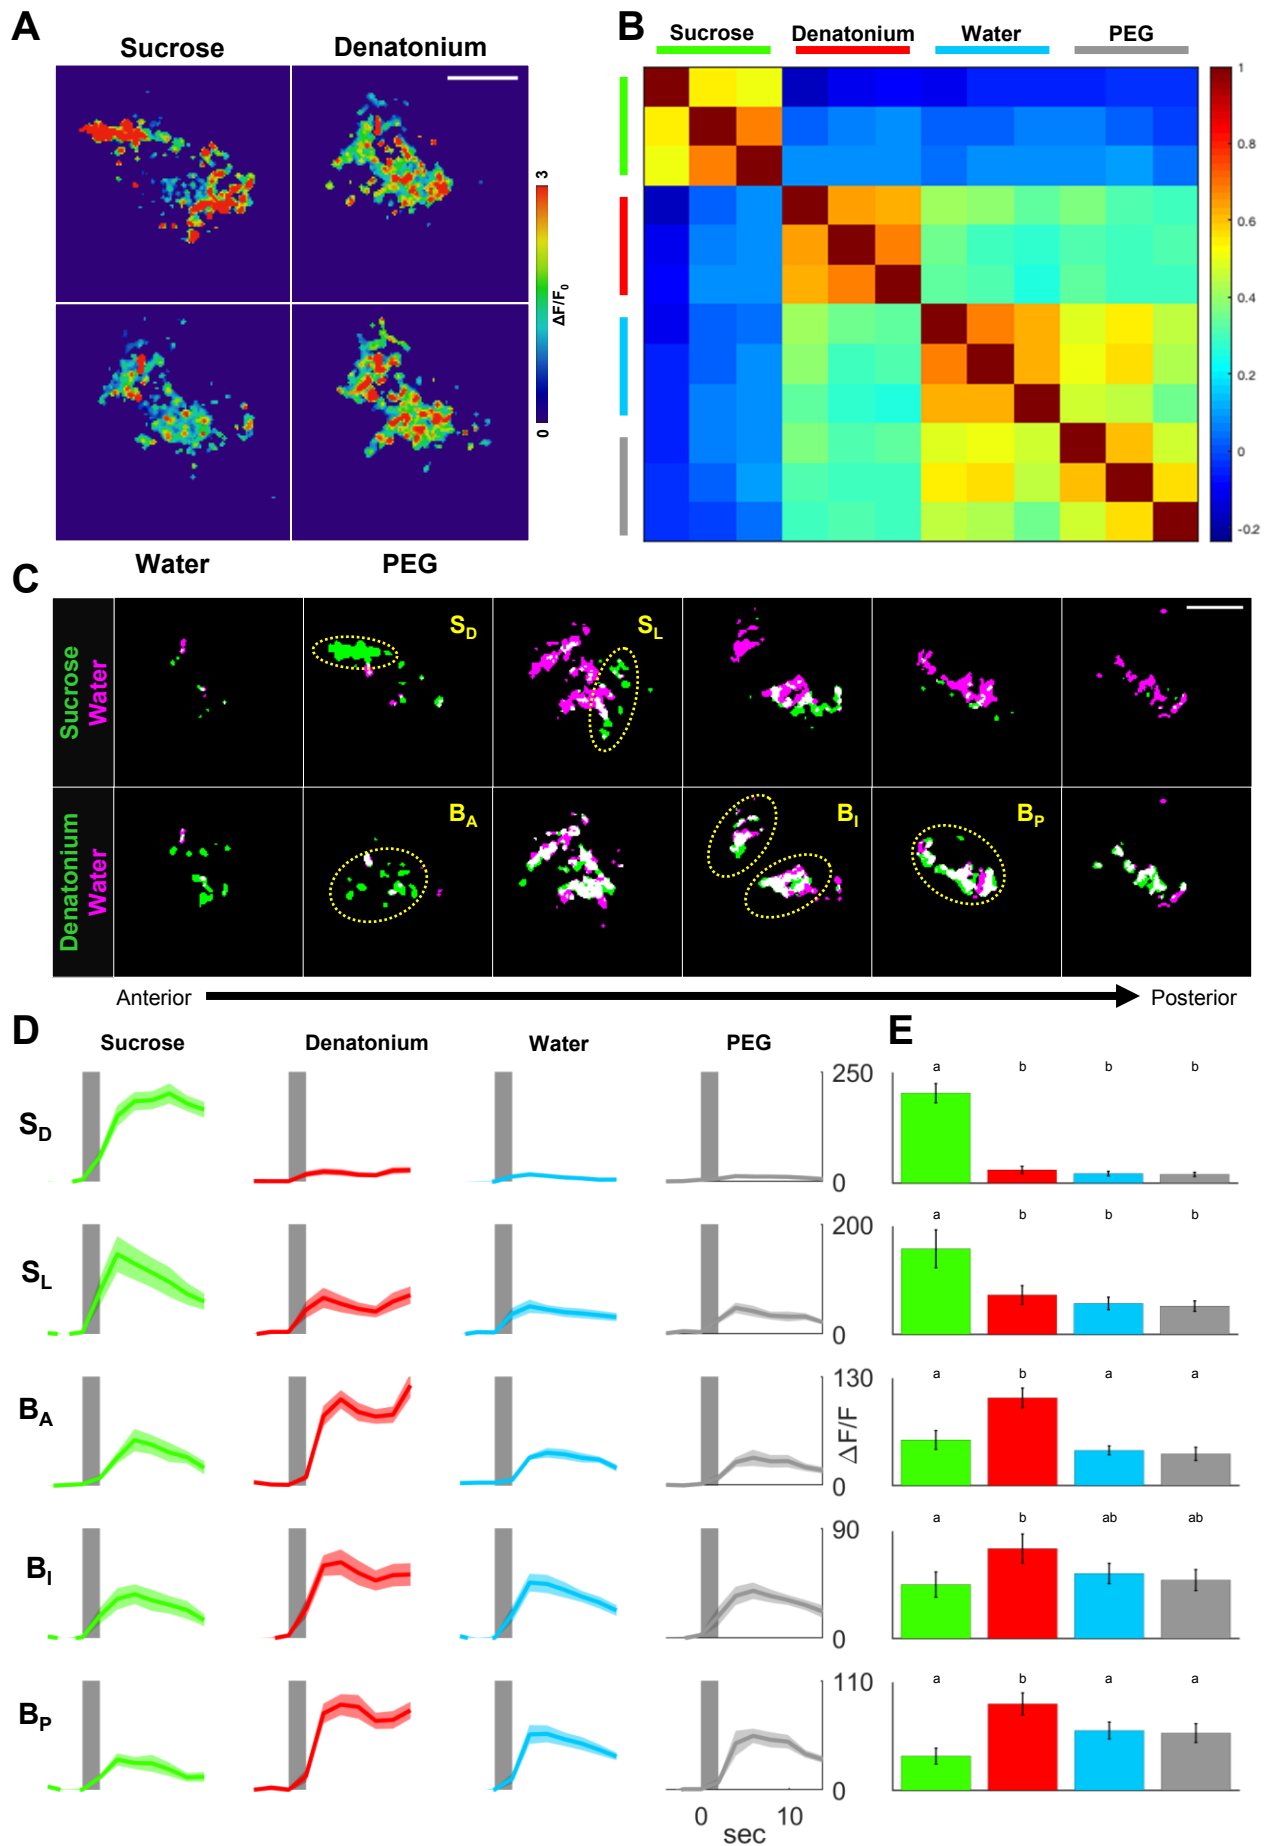 A
Sucrose
Denatonium
Water
PEG
3
0
ΔF/F0
B
Sucrose
Denatonium
Water
PEG
1
0.8
0.6
0.4
0.2
0
-0.2
C
Sucrose
Water
SD
SL
Denatonium
Water
BA
BI
BP
Anterior
Posterior
D
Sucrose
Denatonium
Water
PEG
E
SD
250
0
a b b b
SL
200
0
a b b b
BA
130
0
ΔF/F
a b a a
BI
90
0
a b ab ab
BP
110
0
a b a a
0 10
sec